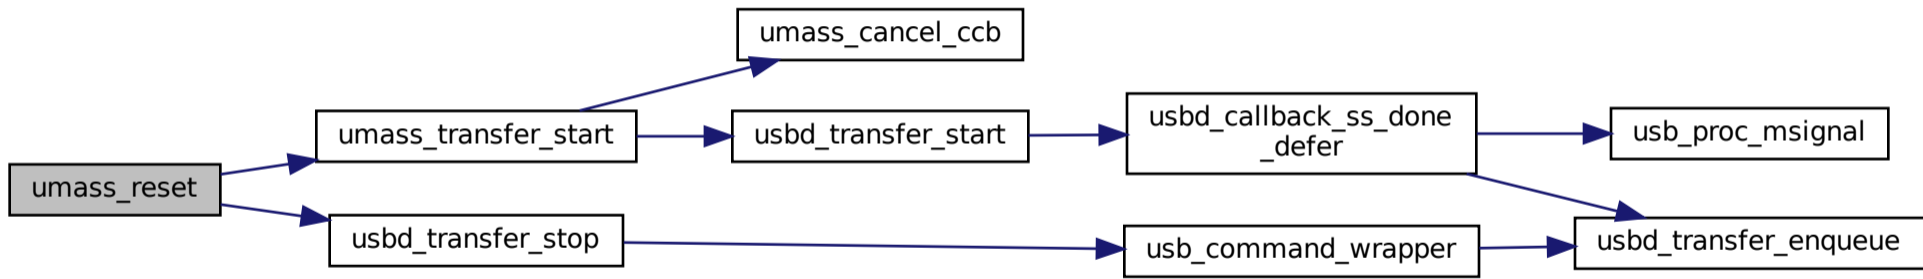 umass_cancel_ccb
umass_transfer_start
usbd_transfer_start
usbd_callback_ss_done
_defer
usb_proc_msignal
umass_reset
usbd_transfer_stop
usb_command_wrapper
usbd_transfer_enqueue